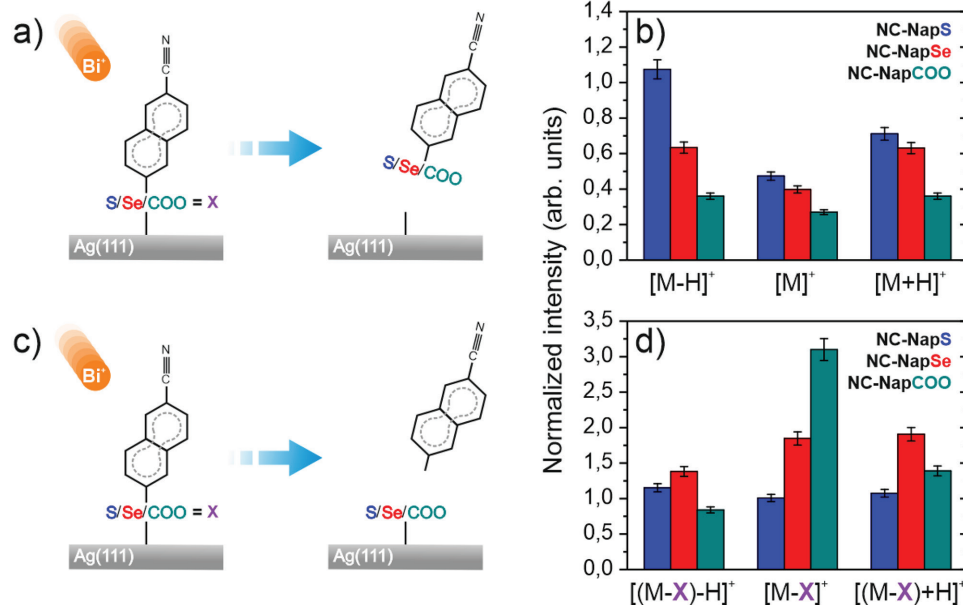 a)
Bi⁺
N
C
S/Se/COO = X
Ag(111)
N
C
S/Se/COO
Ag(111)
b)
NC-NapS
NC-NapSe
NC-NapCOO
1,4
1,2
1,0
0,8
0,6
0,4
0,2
0,0
[M-H]⁺
[M]⁺
[M+H]⁺
Normalized intensity (arb. units)
c)
Bi⁺
N
C
S/Se/COO = X
Ag(111)
N
C
S/Se/COO
Ag(111)
d)
NC-NapS
NC-NapSe
NC-NapCOO
3,5
3,0
2,5
2,0
1,5
1,0
0,5
0,0
[(M-X)-H]⁺
[M-X]⁺
[(M-X)+H]⁺